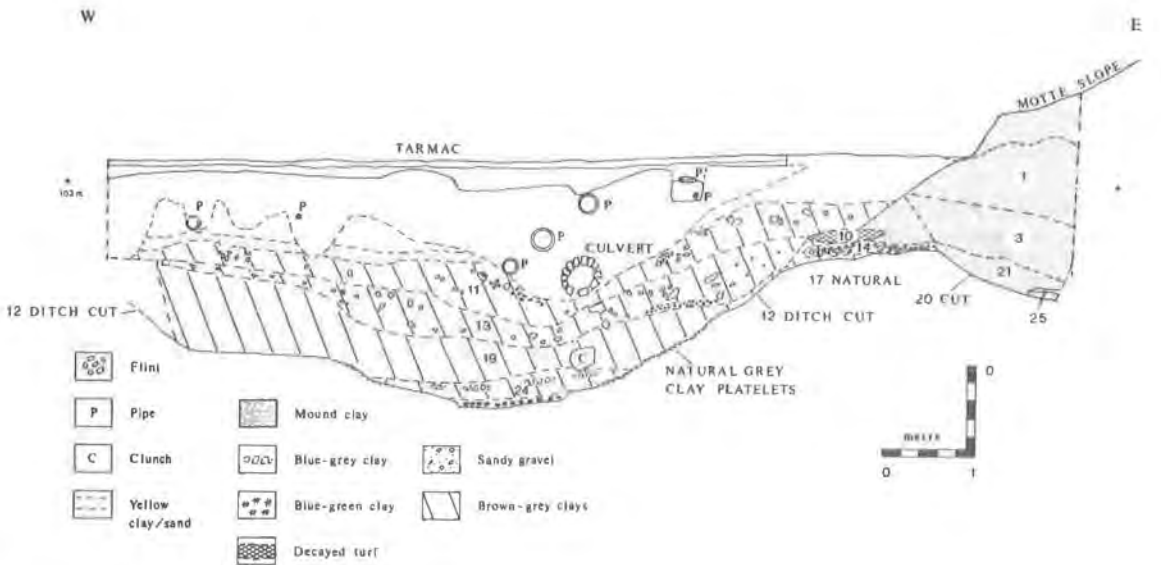 W
E
MOTTE SLOPE
TARMAC
103 m
P
P
P
P
P
P
P
CULVERT
1
3
21
10
14
11
13
19
24
C
17 NATURAL
20 CUT
25
12 DITCH CUT
12 DITCH CUT
NATURAL GREY
CLAY PLATELETS
Flint
P Pipe
C Clunch
Yellow
clay/sand
Mound clay
Blue-grey clay
Blue-green clay
Decayed turf
Sandy gravel
Brown-grey clays
metre
0
1
0